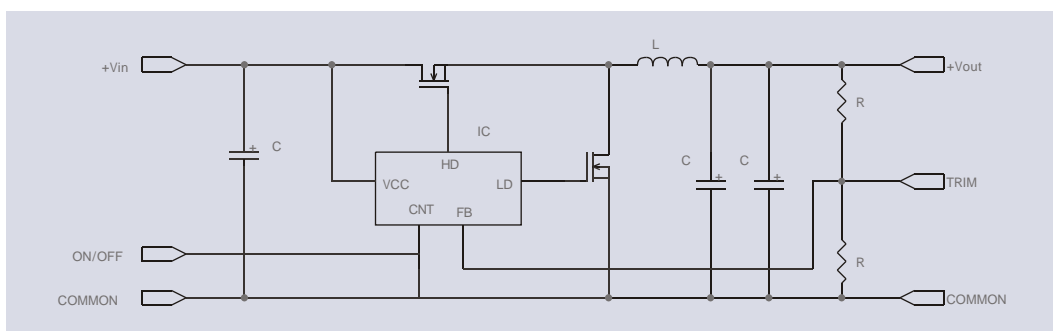 L
+Vin
+Vout
R
IC
C
C
C
HD
VCC
LD
TRIM
CNT
FB
ON/OFF
R
COMMON
COMMON